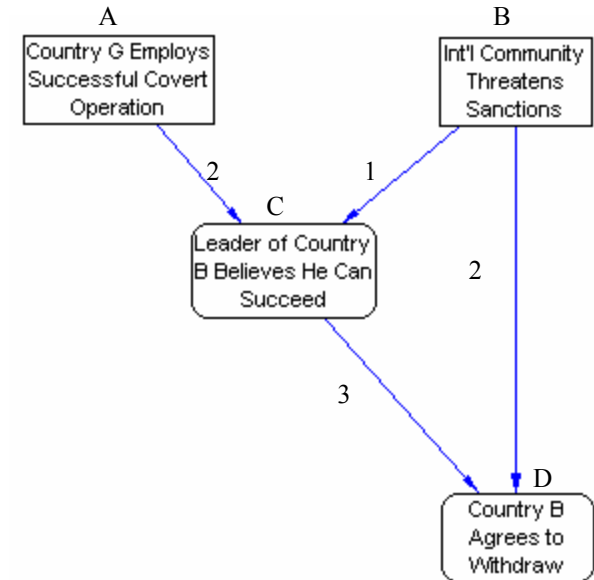 A
B
Country G Employs
Successful Covert
Operation
Int'l Community
Threatens
Sanctions
2
1
C
Leader of Country
B Believes He Can
Succeed
2
3
D
Country B
Agrees to
Withdraw